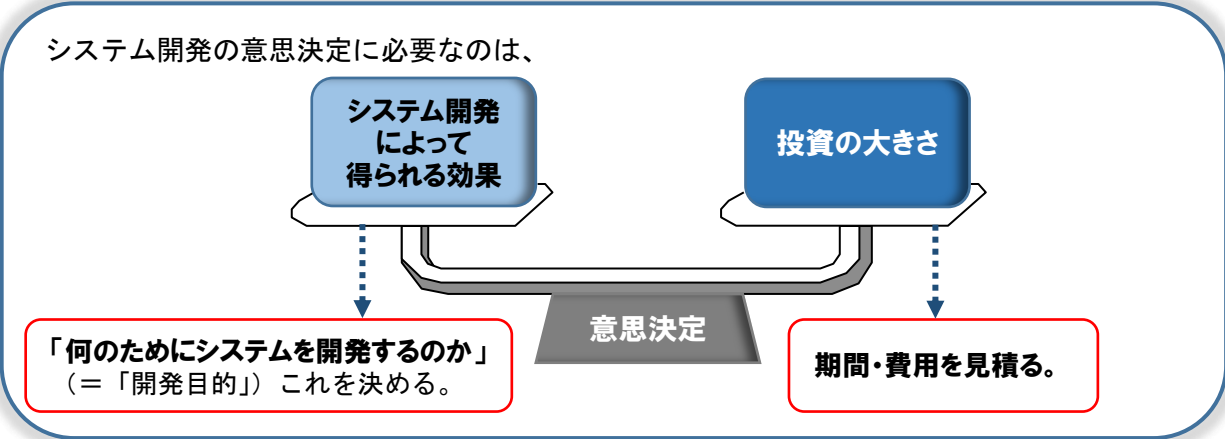 システム開発の意思決定に必要なのは、
システム開発
によって
得られる効果
投資の大きさ
意思決定
「何のためにシステムを開発するのか」
（＝「開発目的」）これを決める。
期間・費用を見積る。